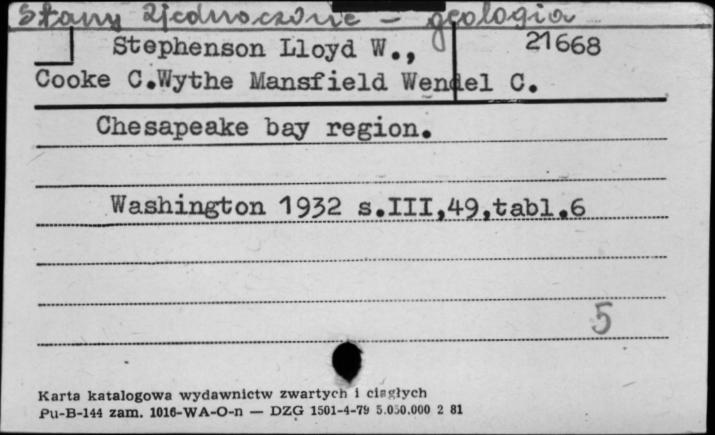 Stany Zjednoczone - geologia
Stephenson Lloyd W., 21668
Cooke C.Wythe Mansfield Wendel C.
Chesapeake bay region.
Washington 1932 s.III,49,tabl.6
5
Karta katalogowa wydawnictw zwartych i ciągłych
Pu-B-144 zam. 1016-WA-O-n — DZG 1501-4-79 5.050.000 2 81